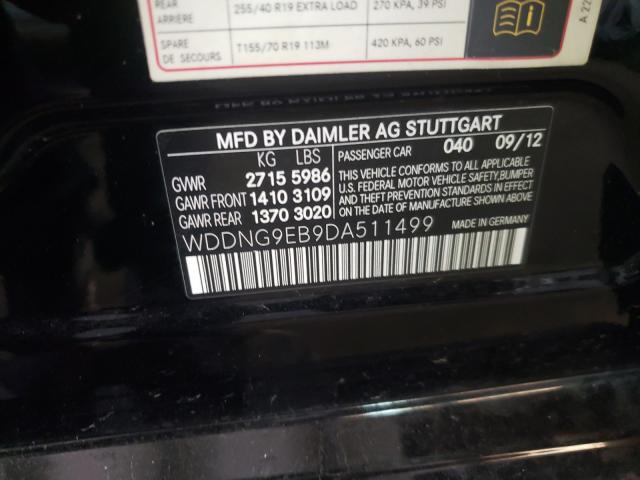 REAR 255/40 R19 EXTRA LOAD 270 KPA, 39 PSI
ARRIÈRE
SPARE T155/70 R19 113M 420 KPA, 60 PSI
DE SECOURS
A 22
MFD BY DAIMLER AG STUTTGART
KG LBS PASSENGER CAR 040 09/12
GVWR 2715 5986
GAWR FRONT 1410 3109
GAWR REAR 1370 3020
THIS VEHICLE CONFORMS TO ALL APPLICABLE
U.S. FEDERAL MOTOR VEHICLE SAFETY, BUMPER,
AND THEFT PREVENTION STANDARDS IN EFFECT
ON THE DATE OF MANUFACTURE SHOWN ABOVE.
WDDNG9EB9DA511499 MADE IN GERMANY